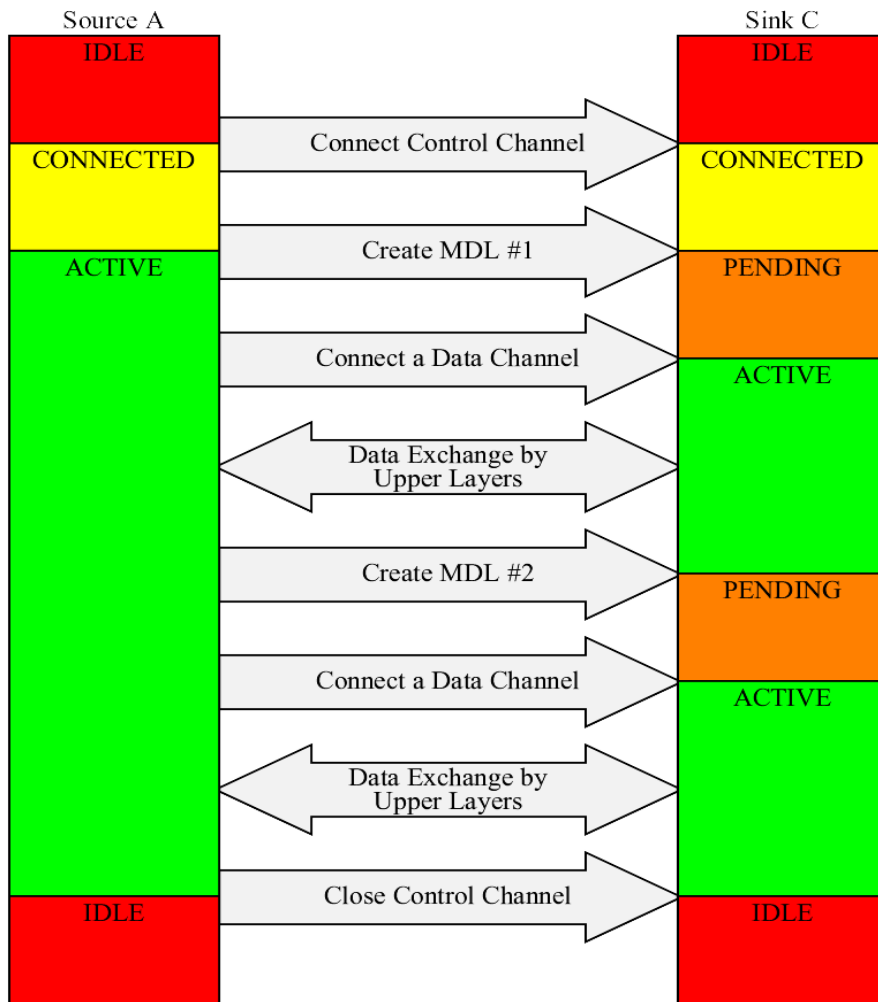 Source A
Sink C
IDLE
IDLE
Connect Control Channel
CONNECTED
CONNECTED
Create MDL #1
ACTIVE
PENDING
Connect a Data Channel
ACTIVE
Data Exchange by
Upper Layers
Create MDL #2
PENDING
Connect a Data Channel
ACTIVE
Data Exchange by
Upper Layers
Close Control Channel
IDLE
IDLE